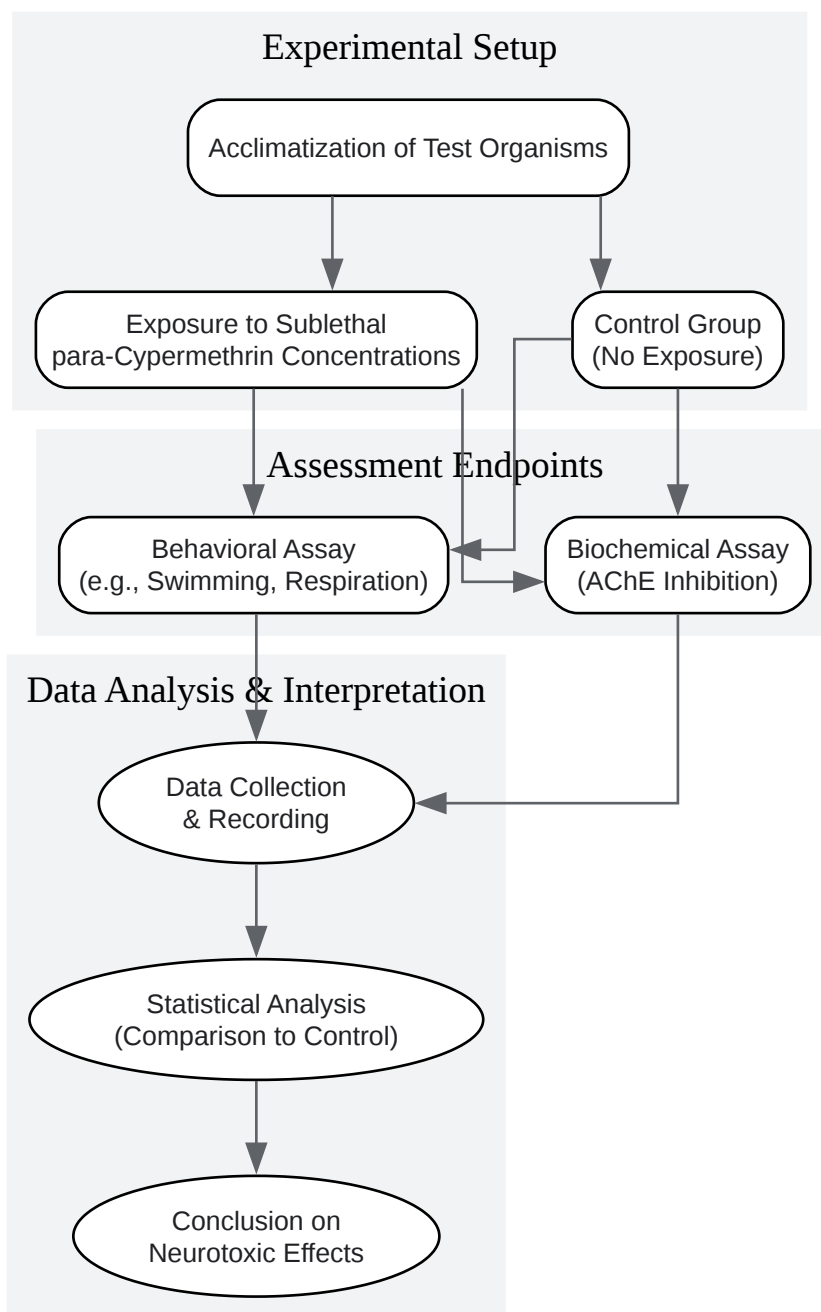 Experimental Setup
Acclimatization of Test Organisms
Exposure to Sublethal
para-Cypermethrin Concentrations
Control Group
(No Exposure)
Assessment Endpoints
Behavioral Assay
(e.g., Swimming, Respiration)
Biochemical Assay
(AChE Inhibition)
Data Analysis & Interpretation
Data Collection
& Recording
Statistical Analysis
(Comparison to Control)
Conclusion on
Neurotoxic Effects